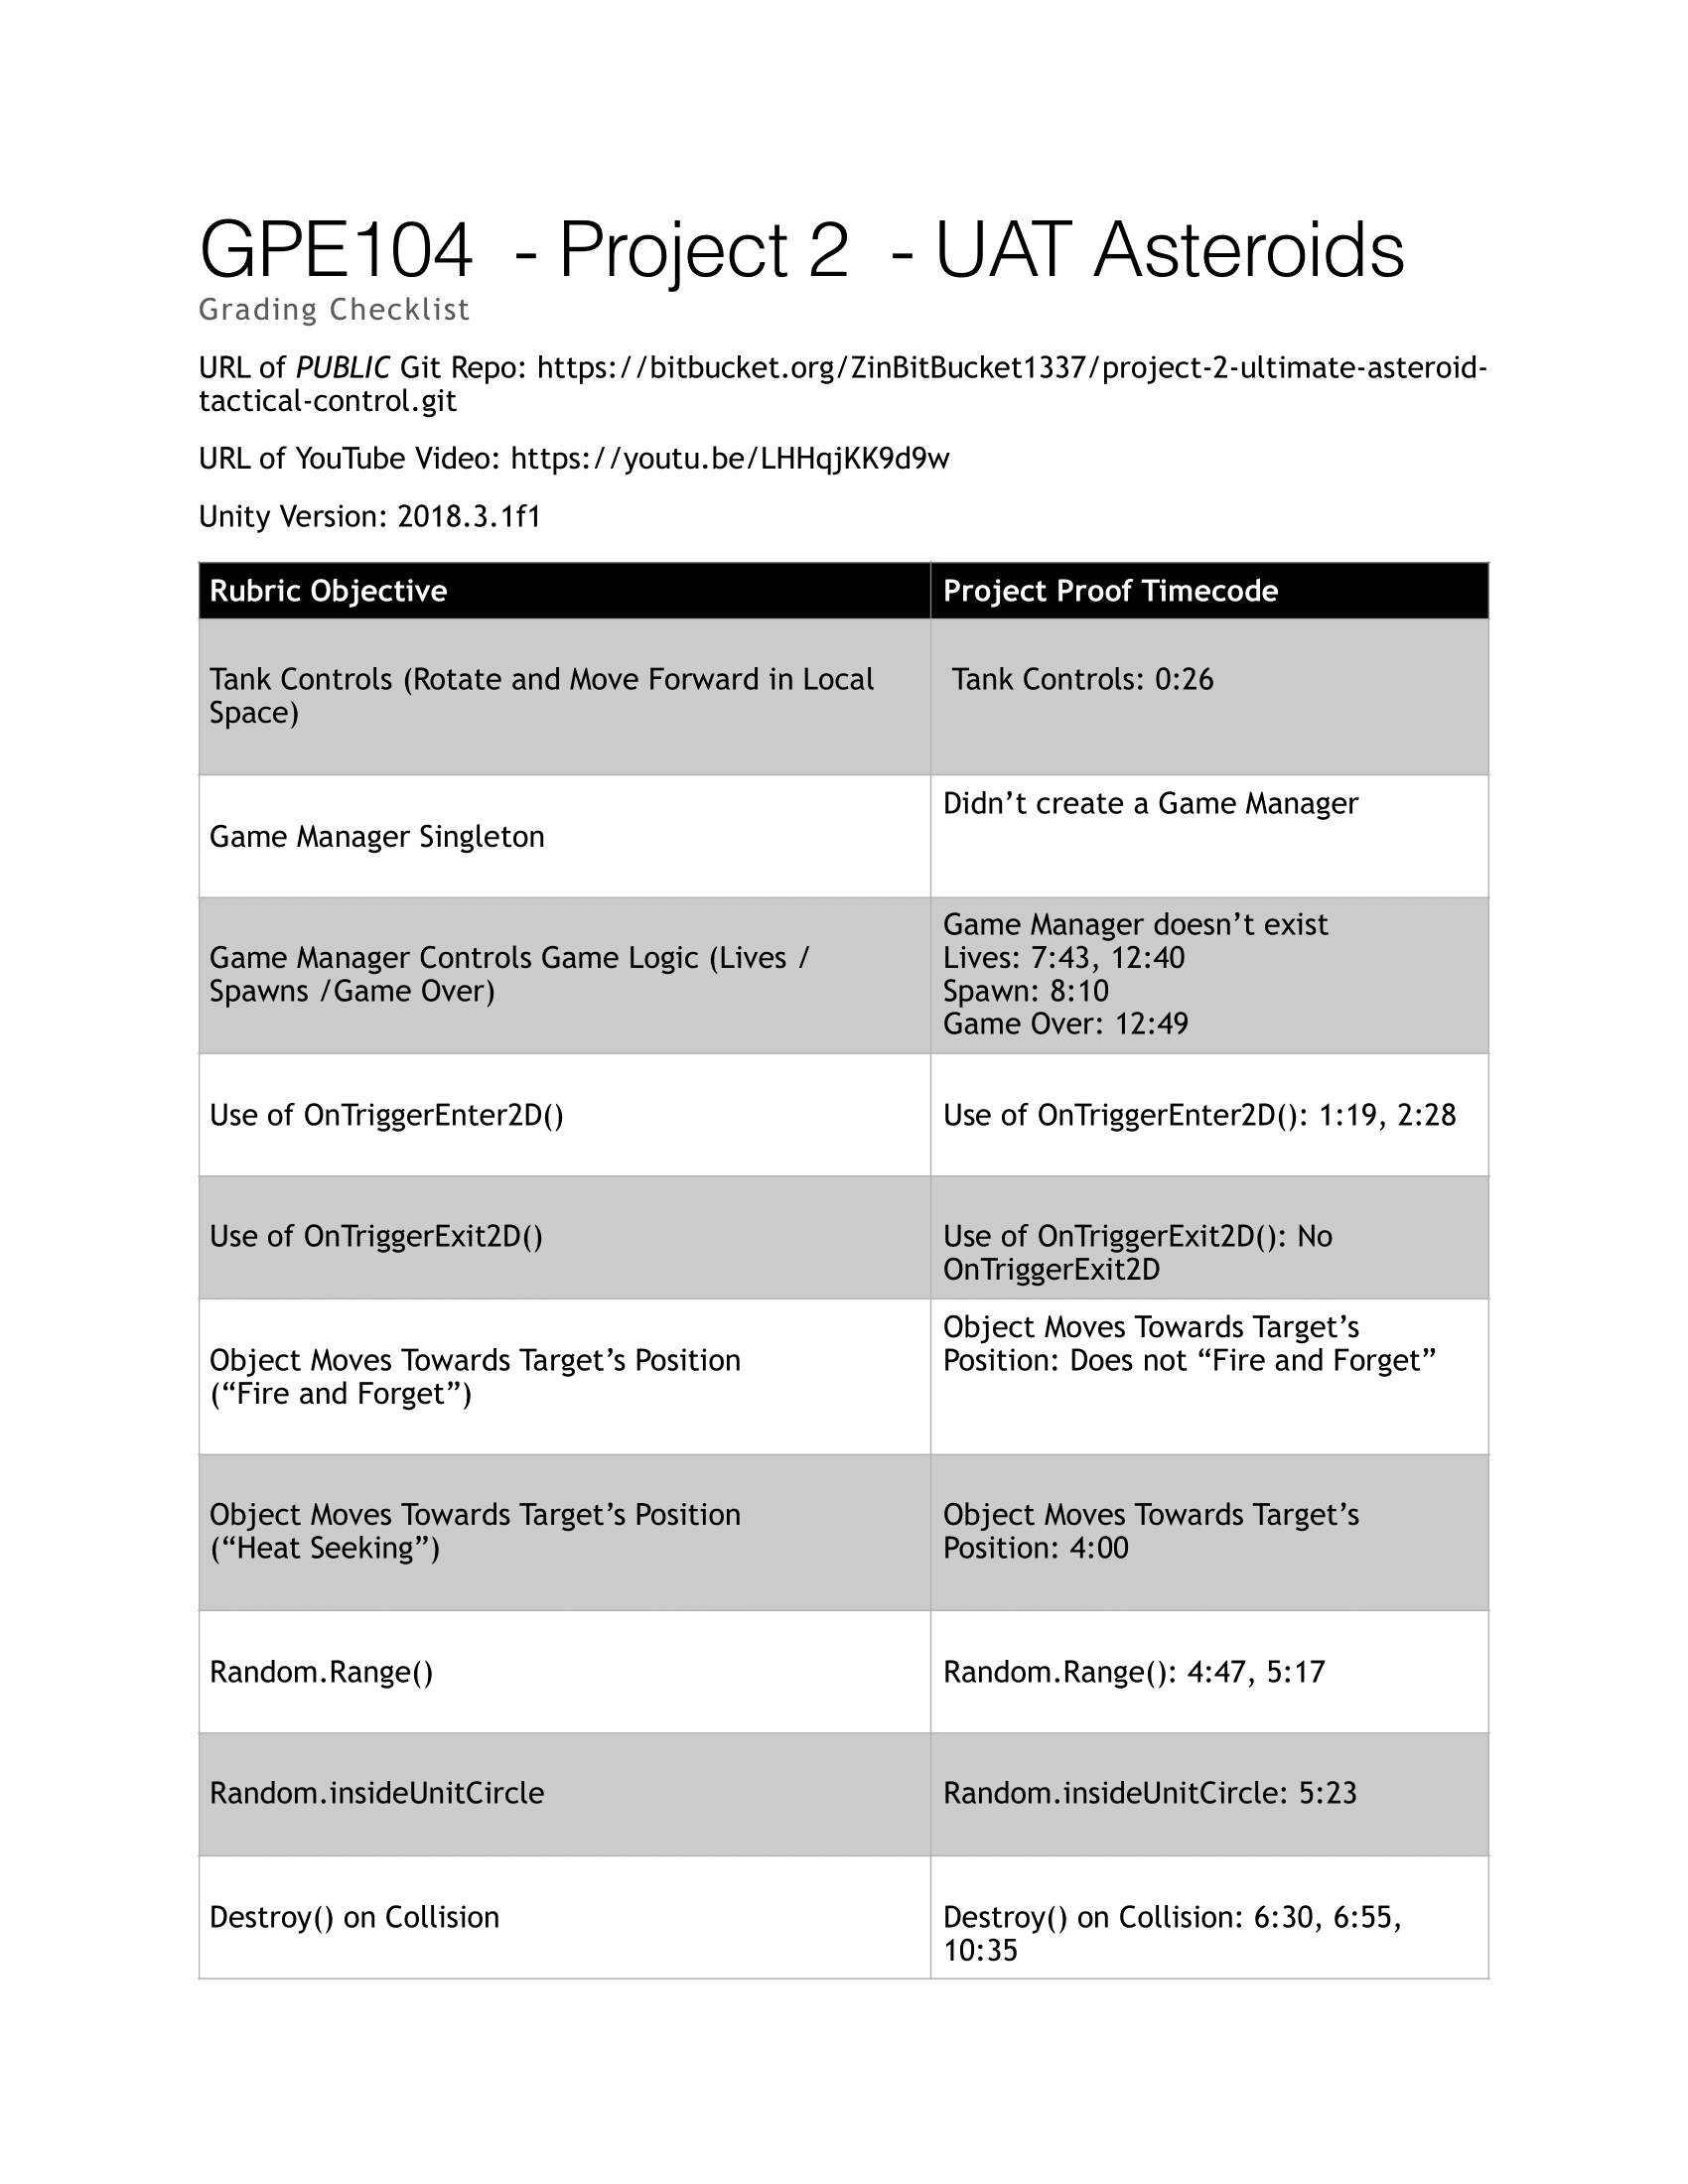 GPE104  - Project 2  - UAT Asteroids
Grading Checklist
URL of PUBLIC Git Repo: https://bitbucket.org/ZinBitBucket1337/project-2-ultimate-asteroid-
tactical-control.git
URL of YouTube Video: https://youtu.be/LHHqjKK9d9w
Unity Version: 2018.3.1f1
Rubric Objective
Project Proof Timecode
Tank Controls (Rotate and Move Forward in Local
Space)
Tank Controls: 0:26
Game Manager Singleton
Didn’t create a Game Manager
Game Manager Controls Game Logic (Lives /
Spawns /Game Over)
Game Manager doesn’t exist
Lives: 7:43, 12:40
Spawn: 8:10
Game Over: 12:49
Use of OnTriggerEnter2D()
Use of OnTriggerEnter2D(): 1:19, 2:28
Use of OnTriggerExit2D()
Use of OnTriggerExit2D(): No
OnTriggerExit2D
Object Moves Towards Target’s Position
(“Fire and Forget”)
Object Moves Towards Target’s
Position: Does not “Fire and Forget”
Object Moves Towards Target’s Position
(“Heat Seeking”)
Object Moves Towards Target’s
Position: 4:00
Random.Range()
Random.Range(): 4:47, 5:17
Random.insideUnitCircle
Random.insideUnitCircle: 5:23
Destroy() on Collision
Destroy() on Collision: 6:30, 6:55,
10:35